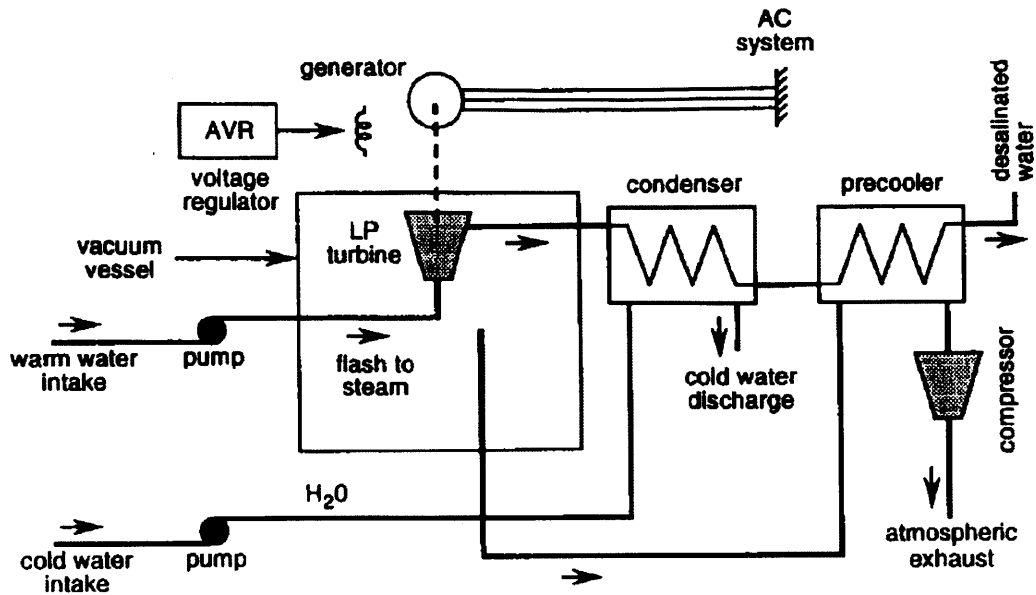 AC
system
generator
AVR
voltage
regulator
desalinated
water
condenser
precooler
LP
turbine
vacuum
vessel
warm water
intake
pump
flash to
steam
cold water
discharge
compressor
H₂0
cold water
intake
pump
atmospheric
exhaust